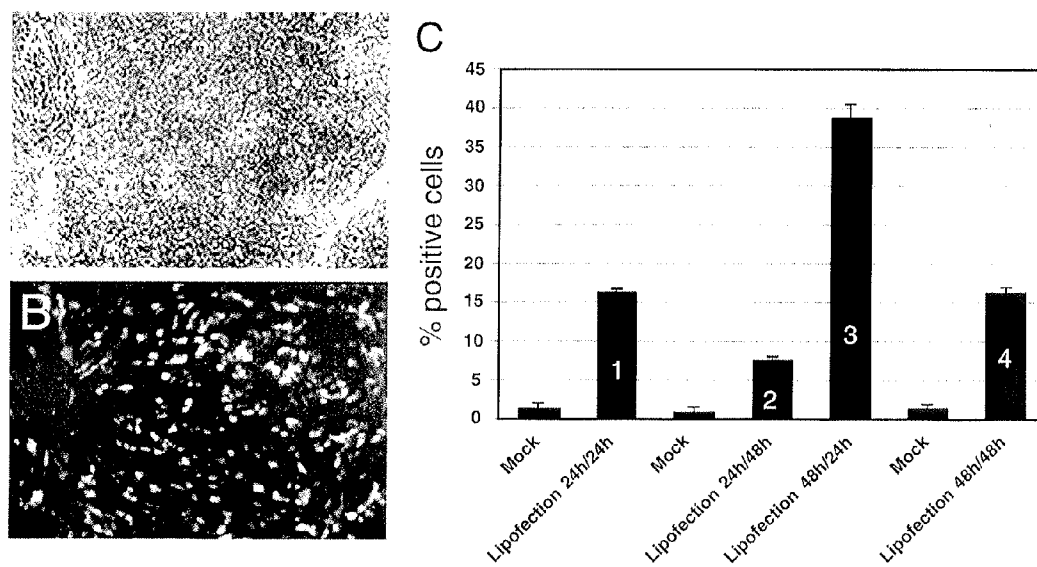 B
C
% positive cells
45
40
35
30
25
20
15
10
5
0
1
2
3
4
Mock
Lipofection 24h/24h
Mock
Lipofection 24h/48h
Lipofection 48h/24h
Mock
Lipofection 48h/48h